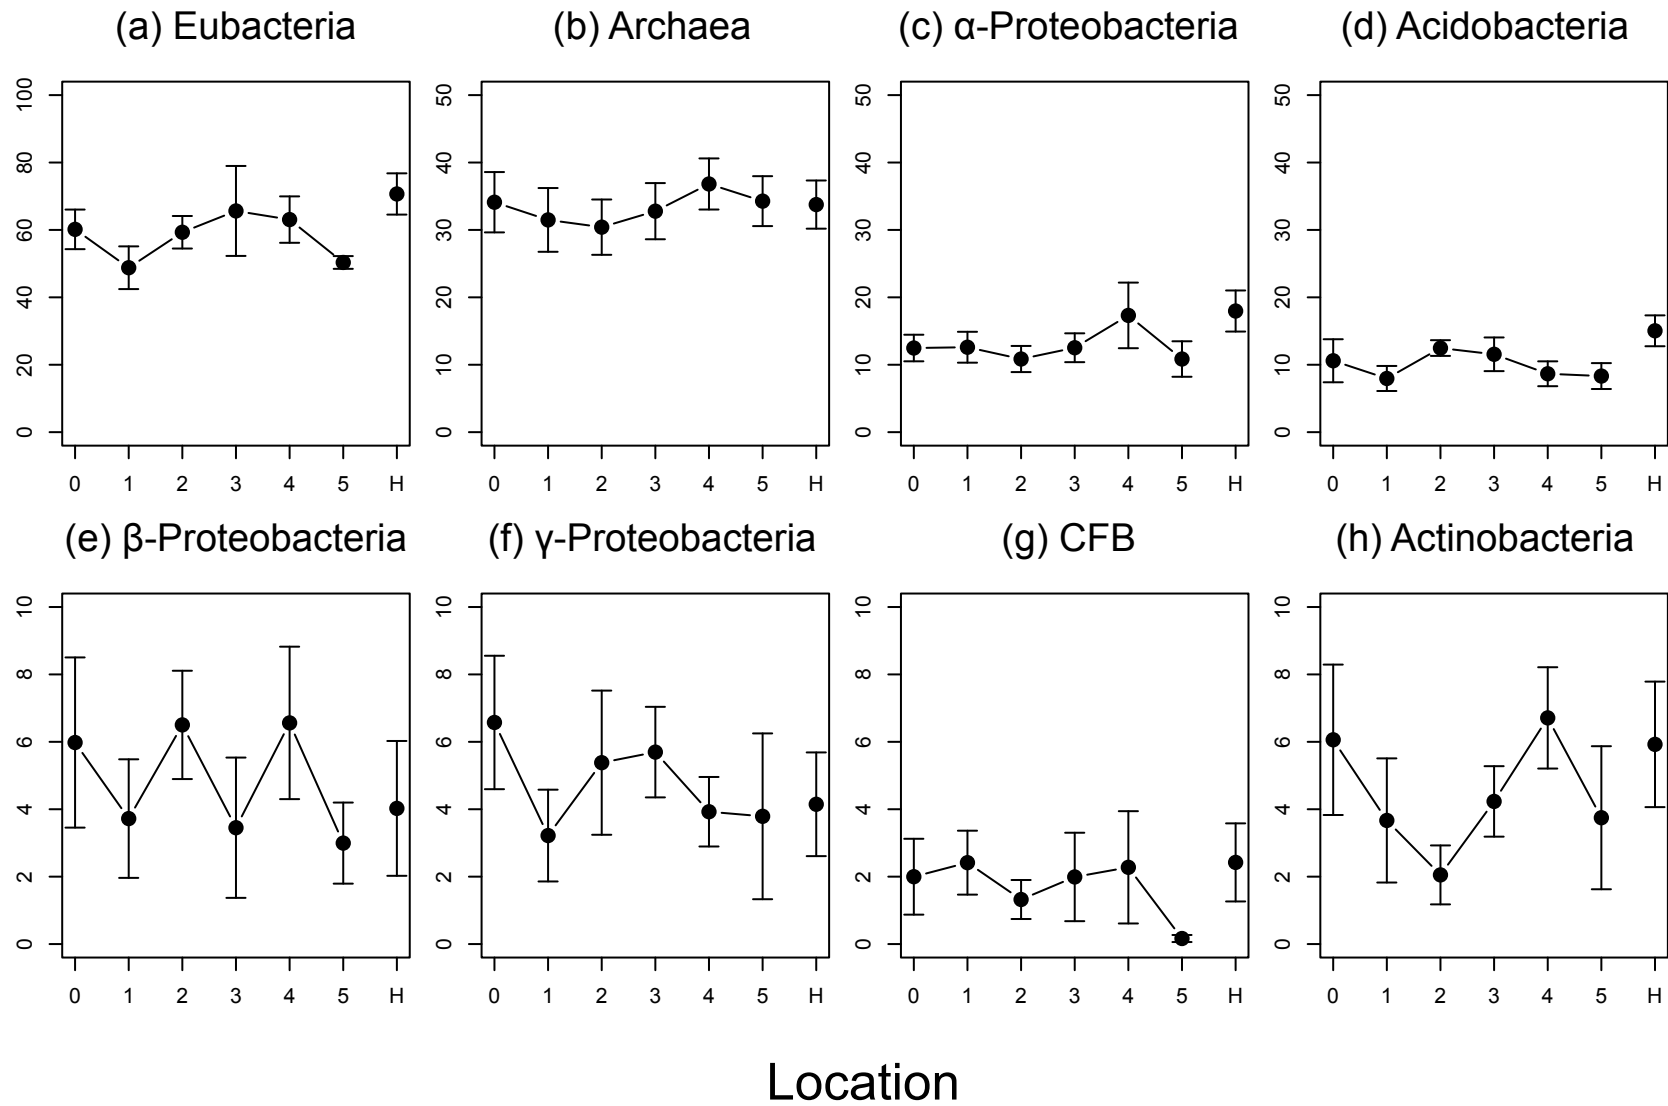 (a) Eubacteria (b) Archaea (c) α-Proteobacteria (d) Acidobacteria
100 50 50 50
80 40 40 40
60 30 30 30
40 20 20 20
20 10 10 10
0 0 0 0
0 1 2 3 4 5 H 0 1 2 3 4 5 H 0 1 2 3 4 5 H 0 1 2 3 4 5 H
(e) β-Proteobacteria (f) γ-Proteobacteria (g) CFB (h) Actinobacteria
10 10 10 10
8 8 8 8
6 6 6 6
4 4 4 4
2 2 2 2
0 0 0 0
0 1 2 3 4 5 H 0 1 2 3 4 5 H 0 1 2 3 4 5 H 0 1 2 3 4 5 H
Location